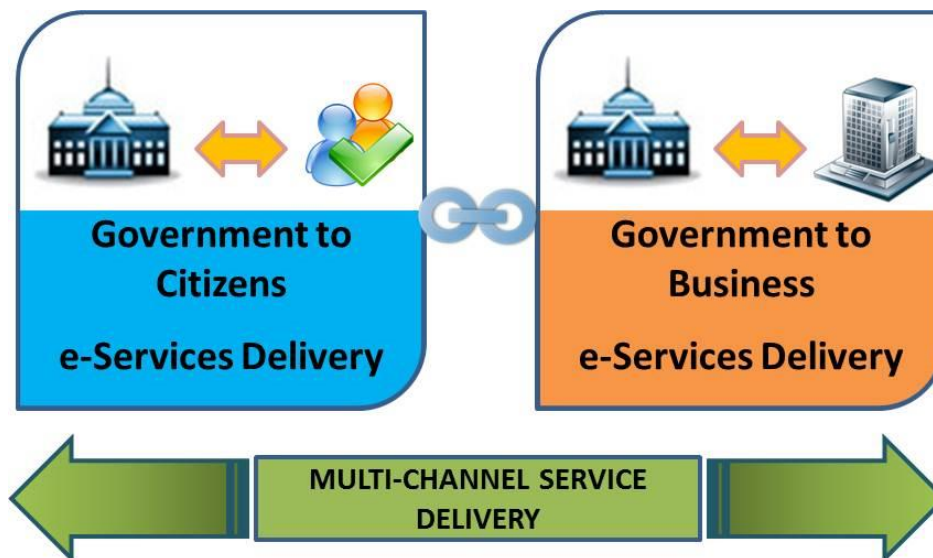 Government to
Citizens
e-Services Delivery
Government to
Business
e-Services Delivery
MULTI-CHANNEL SERVICE
DELIVERY